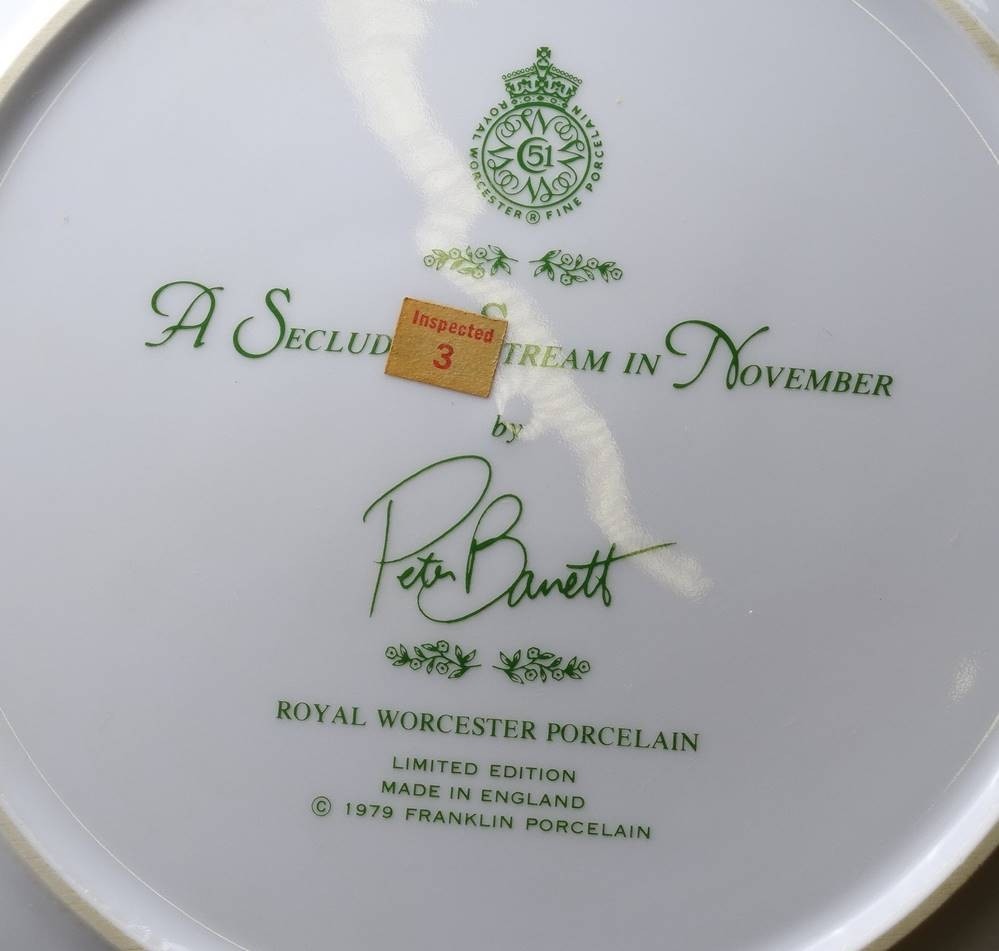 ROYAL WORCESTER ® FINE PORCELAIN
W W W W
C 51
A SECLUD STREAM IN NOVEMBER
Inspected
3
by
Peter Barrett
ROYAL WORCESTER PORCELAIN
LIMITED EDITION
MADE IN ENGLAND
© 1979 FRANKLIN PORCELAIN